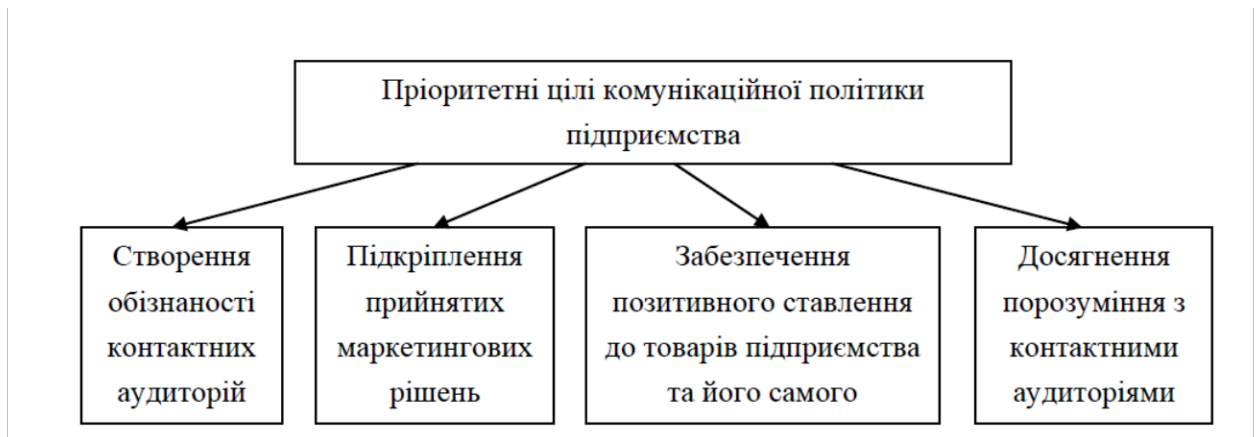 Пріоритетні цілі комунікаційної політики
підприємства
Створення
обізнаності
контактних
аудиторій
Підкріплення
прийнятих
маркетингових
рішень
Забезпечення
позитивного ставлення
до товарів підприємства
та його самого
Досягнення
порозуміння з
контактними
аудиторіями